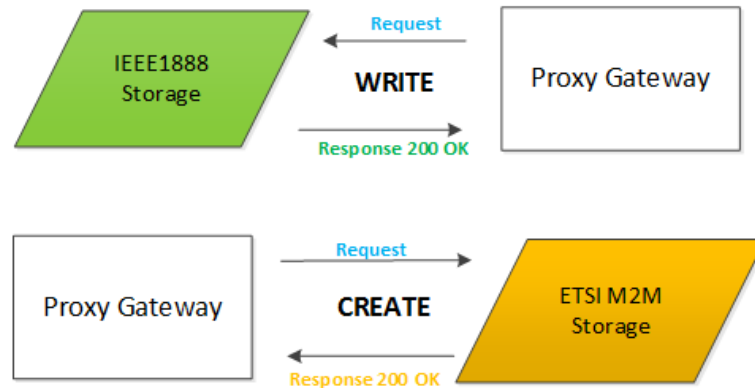 Request
IEEE1888
Storage
WRITE
Proxy Gateway
Response 200 OK
Request
Proxy Gateway
CREATE
ETSI M2M
Storage
Response 200 OK